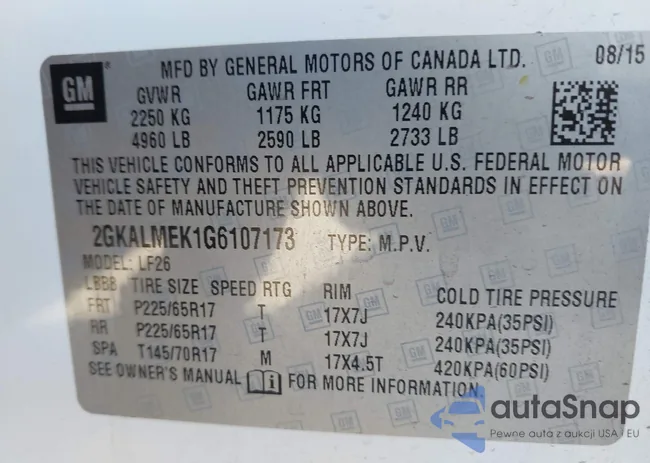 GM
MFD BY GENERAL MOTORS OF CANADA LTD. 08/15
GVWR GAWR FRT GAWR RR
2250 KG 1175 KG 1240 KG
4960 LB 2590 LB 2733 LB
THIS VEHICLE CONFORMS TO ALL APPLICABLE U.S. FEDERAL MOTOR
VEHICLE SAFETY AND THEFT PREVENTION STANDARDS IN EFFECT ON
THE DATE OF MANUFACTURE SHOWN ABOVE.
2GKALMEK1G6107173 TYPE: M.P.V.
MODEL: LF26
LBBB TIRE SIZE SPEED RTG RIM COLD TIRE PRESSURE
FRT P225/65R17 T 17X7J 240KPA(35PSI)
RR P225/65R17 T 17X7J 240KPA(35PSI)
SPA T145/70R17 M 17X4.5T 420KPA(60PSI)
SEE OWNER'S MANUAL i FOR MORE INFORMATION.
autaSnap
Pewne auta z aukcji USA i EU